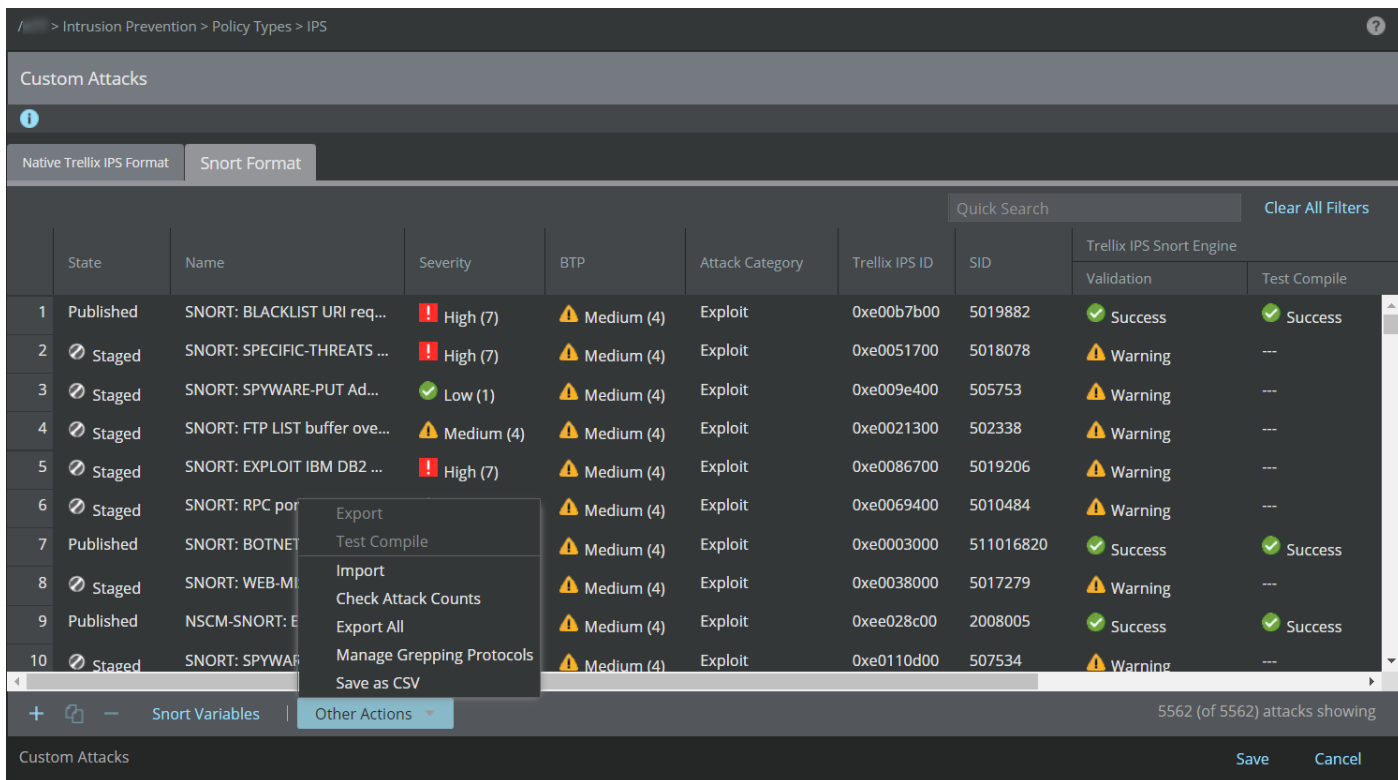 / > Intrusion Prevention > Policy Types > IPS
?
Custom Attacks
i
Native Trellix IPS Format Snort Format
Quick Search Clear All Filters
State Name Severity BTP Attack Category Trellix IPS ID SID Trellix IPS Snort Engine
Validation Test Compile
1 Published SNORT: BLACKLIST URI req... ! High (7) Medium (4) Exploit 0xe00b7b00 5019882 Success Success
2 Staged SNORT: SPECIFIC-THREATS ... ! High (7) Medium (4) Exploit 0xe0051700 5018078 Warning ---
3 Staged SNORT: SPYWARE-PUT Ad... Low (1) Medium (4) Exploit 0xe009e400 505753 Warning ---
4 Staged SNORT: FTP LIST buffer ove... Medium (4) Medium (4) Exploit 0xe0021300 502338 Warning ---
5 Staged SNORT: EXPLOIT IBM DB2 ... ! High (7) Medium (4) Exploit 0xe0086700 5019206 Warning ---
6 Staged SNORT: RPC por Medium (4) Exploit 0xe0069400 5010484 Warning ---
7 Published SNORT: BOTNET Medium (4) Exploit 0xe0003000 511016820 Success Success
8 Staged SNORT: WEB-MI Medium (4) Exploit 0xe0038000 5017279 Warning ---
9 Published NSCM-SNORT: E Medium (4) Exploit 0xee028c00 2008005 Success Success
10 Staged SNORT: SPYWAR Medium (4) Exploit 0xe0110d00 507534 Warning ---
Export
Test Compile
Import
Check Attack Counts
Export All
Manage Grepping Protocols
Save as CSV
+ − Snort Variables | Other Actions 5562 (of 5562) attacks showing
Custom Attacks Save Cancel